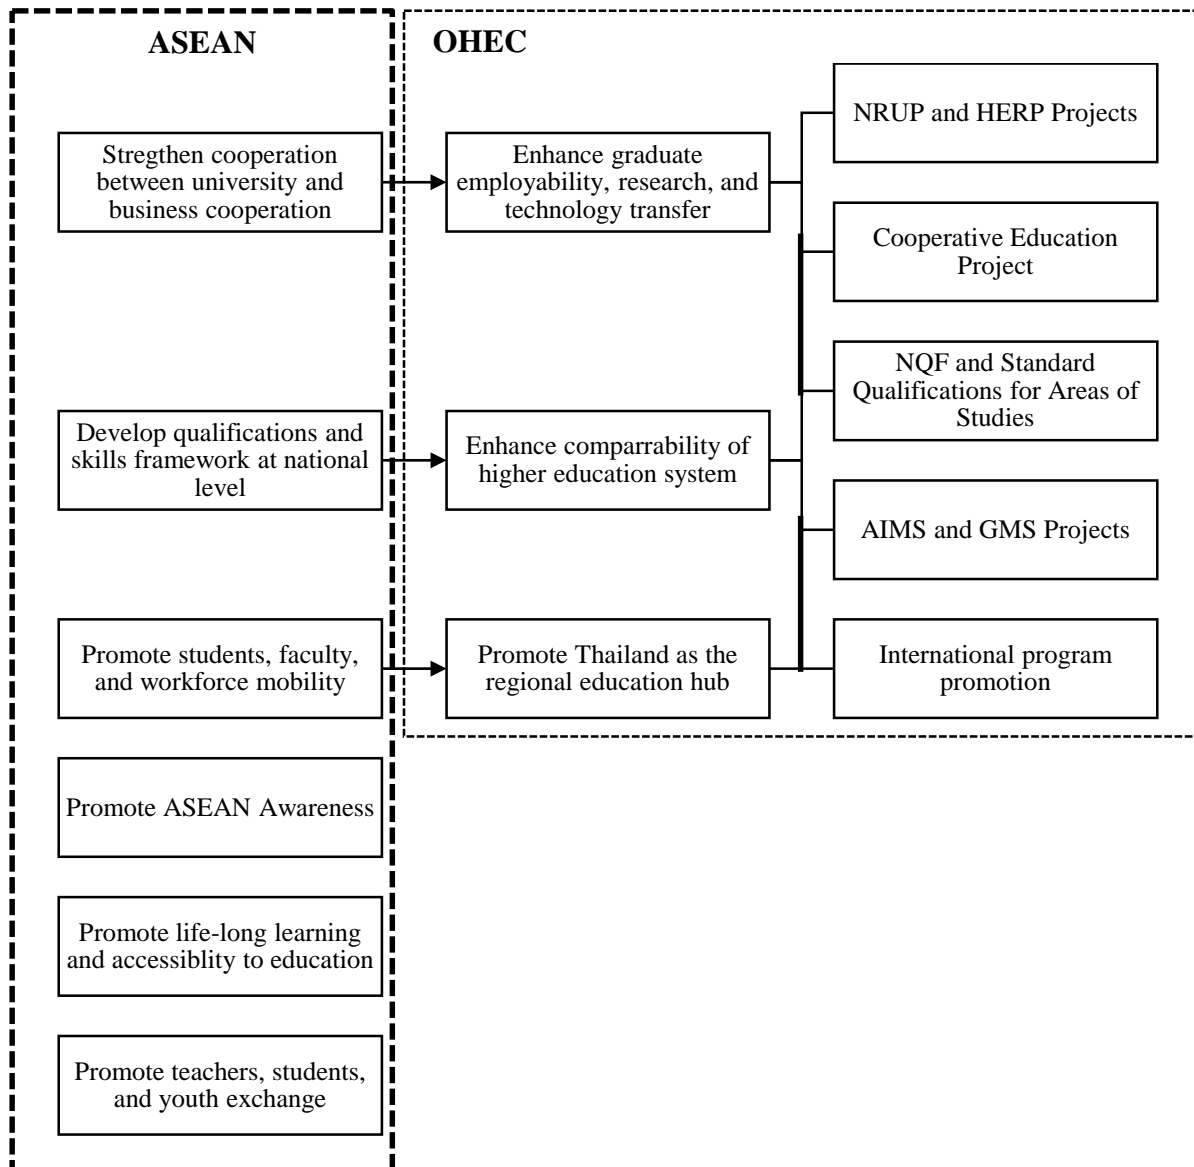 ASEAN
Stregthen cooperation
between university and
business cooperation
Develop qualifications and
skills framework at national
level
Promote students, faculty,
and workforce mobility
Promote ASEAN Awareness
Promote life-long learning
and accessiblity to education
Promote teachers, students,
and youth exchange
OHEC
Enhance graduate
employability, research, and
technology transfer
Enhance comparrability of
higher education system
Promote Thailand as the
regional education hub
NRUP and HERP Projects
Cooperative Education
Project
NQF and Standard
Qualifications for Areas of
Studies
AIMS and GMS Projects
International program
promotion